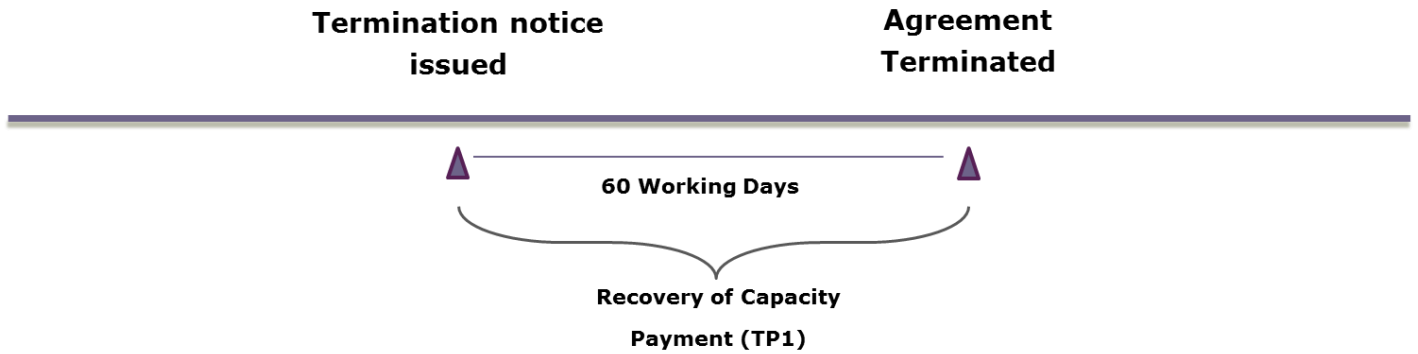 Termination notice
issued
Agreement
Terminated
60 Working Days
Recovery of Capacity
Payment (TP1)